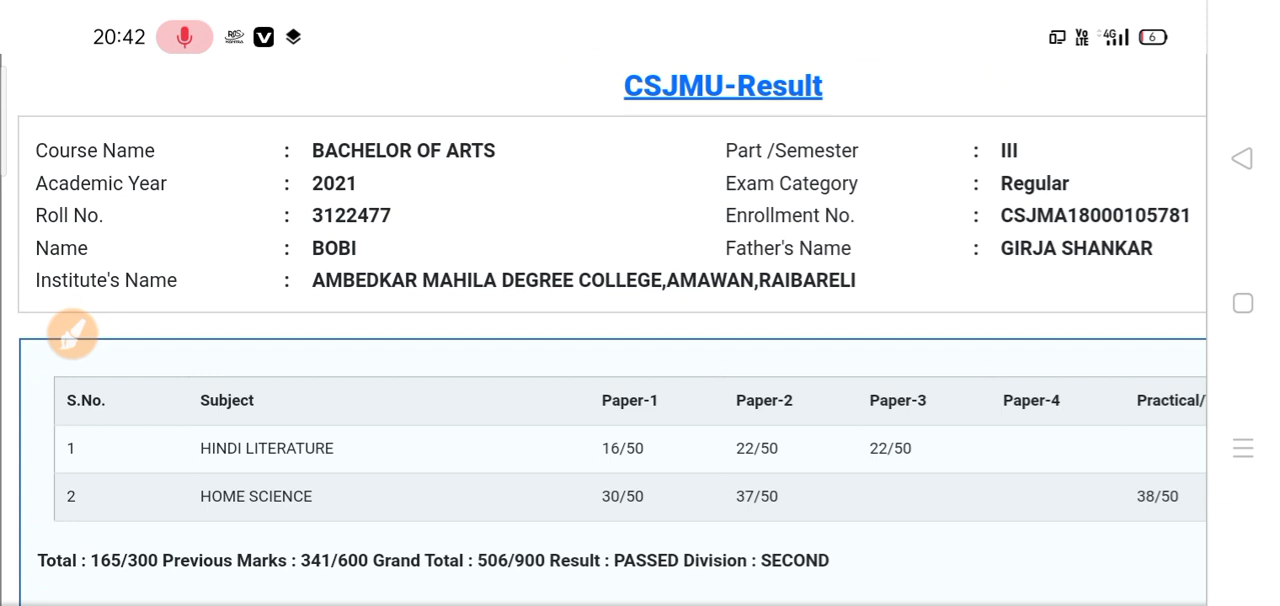 20:42 Vo LTE 4G 6
CSJMU-Result
Course Name : BACHELOR OF ARTS Part /Semester : III
Academic Year : 2021 Exam Category : Regular
Roll No. : 3122477 Enrollment No. : CSJMA18000105781
Name : BOBI Father's Name : GIRJA SHANKAR
Institute's Name : AMBEDKAR MAHILA DEGREE COLLEGE,AMAWAN,RAIBARELI
S.No. Subject Paper-1 Paper-2 Paper-3 Paper-4 Practical/
1 HINDI LITERATURE 16/50 22/50 22/50
2 HOME SCIENCE 30/50 37/50 38/50
Total : 165/300 Previous Marks : 341/600 Grand Total : 506/900 Result : PASSED Division : SECOND